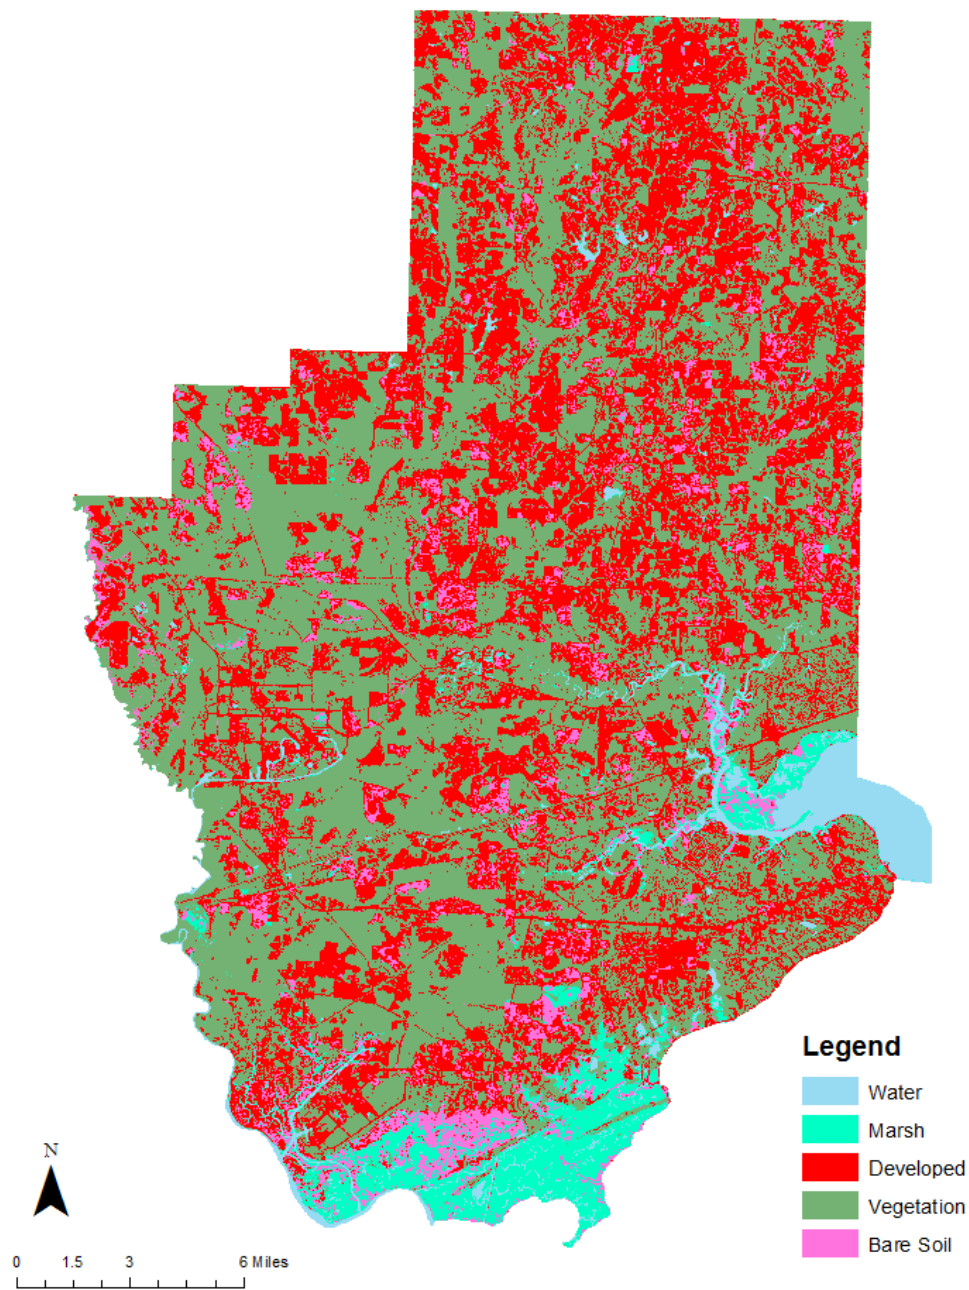 Legend
Water
Marsh
Developed
Vegetation
Bare Soil
N
0 1.5 3 6 Miles